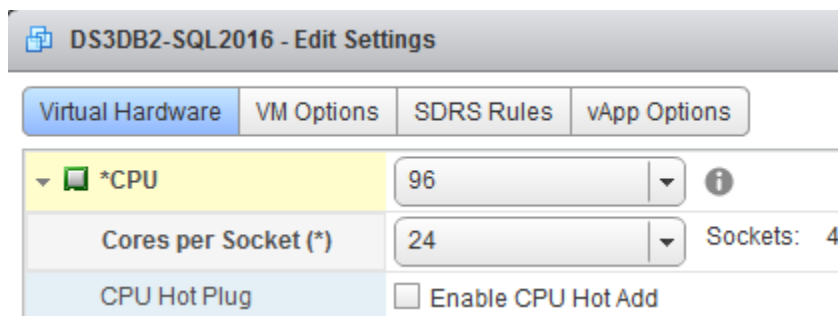 DS3DB2-SQL2016 - Edit Settings
Virtual Hardware VM Options SDRS Rules vApp Options
*CPU 96
Cores per Socket (*) 24 Sockets: 4
CPU Hot Plug Enable CPU Hot Add